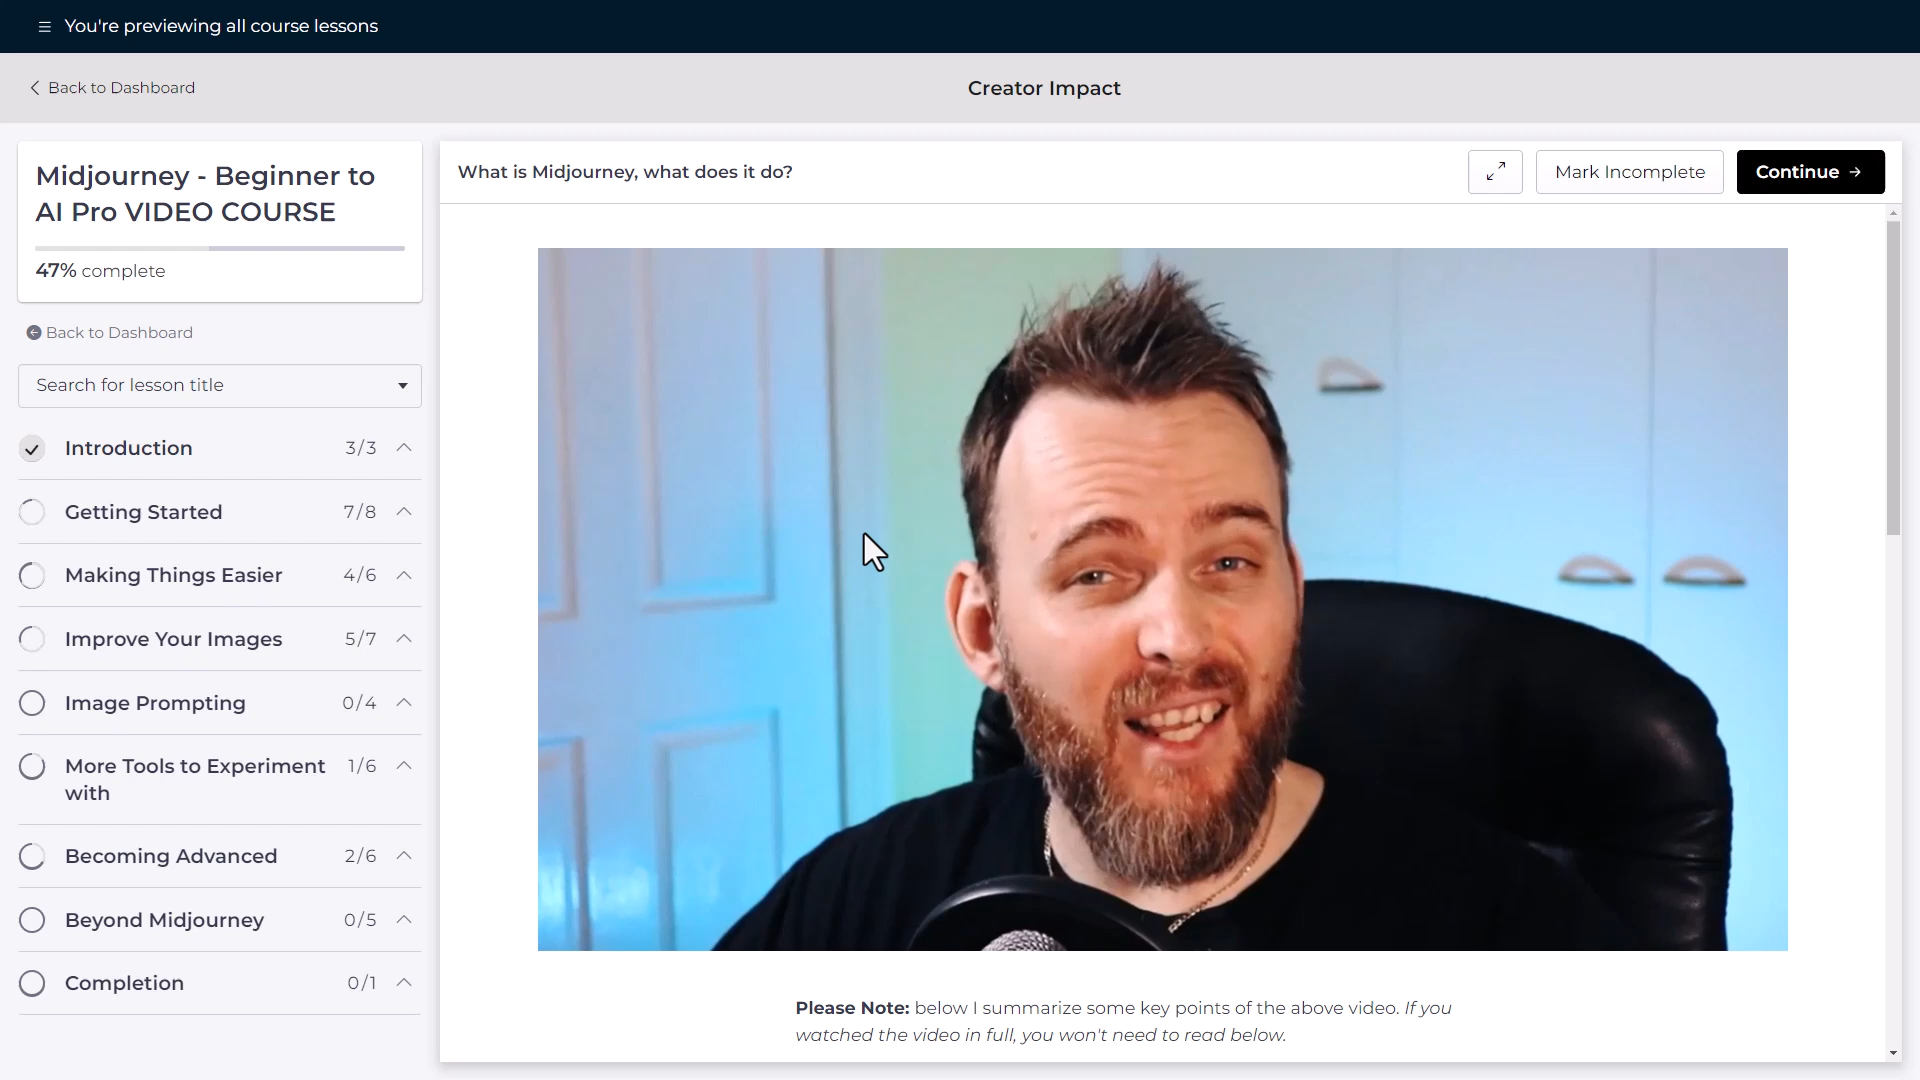 You're previewing all course lessons
Back to Dashboard
Creator Impact
Midjourney - Beginner to
AI Pro VIDEO COURSE
47% complete
Back to Dashboard
Search for lesson title
Introduction 3/3
Getting Started 7/8
Making Things Easier 4/6
Improve Your Images 5/7
Image Prompting 0/4
More Tools to Experiment 1/6
with
Becoming Advanced 2/6
Beyond Midjourney 0/5
Completion 0/1
What is Midjourney, what does it do?
Mark Incomplete
Continue →
Please Note: below I summarize some key points of the above video. If you
watched the video in full, you won't need to read below.